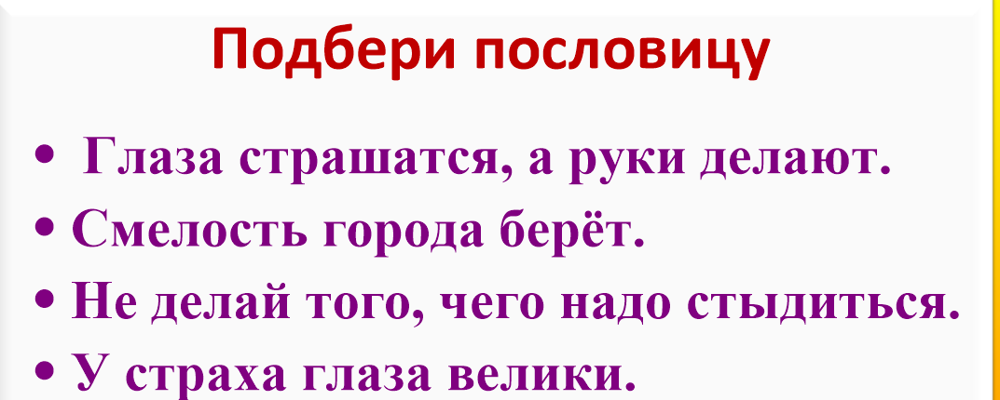 Подбери пословицу
• Глаза страшатся, а руки делают.
• Смелость города берёт.
• Не делай того, чего надо стыдиться.
• У страха глаза велики.